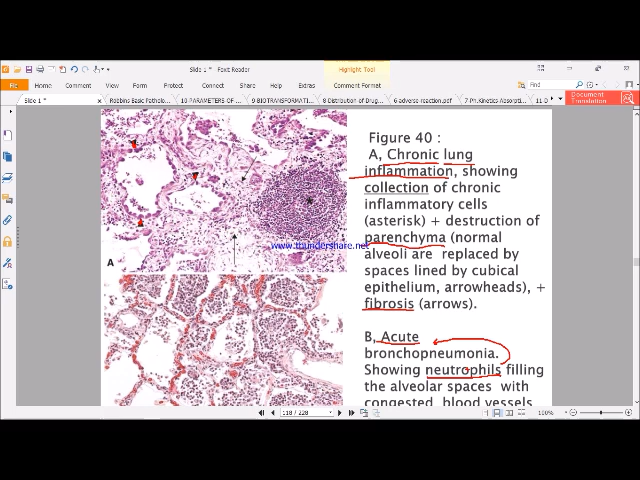 Slide 1 * - Foxit Reader
Highlight Tool
File Home Comment View Form Protect Connect Share Help Extras Comment Format
Find
Slide 1 *
Robbins Basic Patholo...
10 PARAMETERS OF ...
9 BIOTRANSFORMATI...
8 Distribution of Drug...
6 adverse-reaction.pdf
7 Ph.Kinetics-Absorpti...
11-D
Document
Translation
Figure 40 :
A, Chronic lung
inflammation, showing
collection of chronic
inflammatory cells
(asterisk) + destruction of
parenchyma (normal
alveoli are replaced by
spaces lined by cubical
epithelium, arrowheads), +
fibrosis (arrows).
www.thundershare.net
A
B, Acute
bronchopneumonia.
Showing neutrophils filling
the alveolar spaces with
congested blood vessels
118 / 228
100%